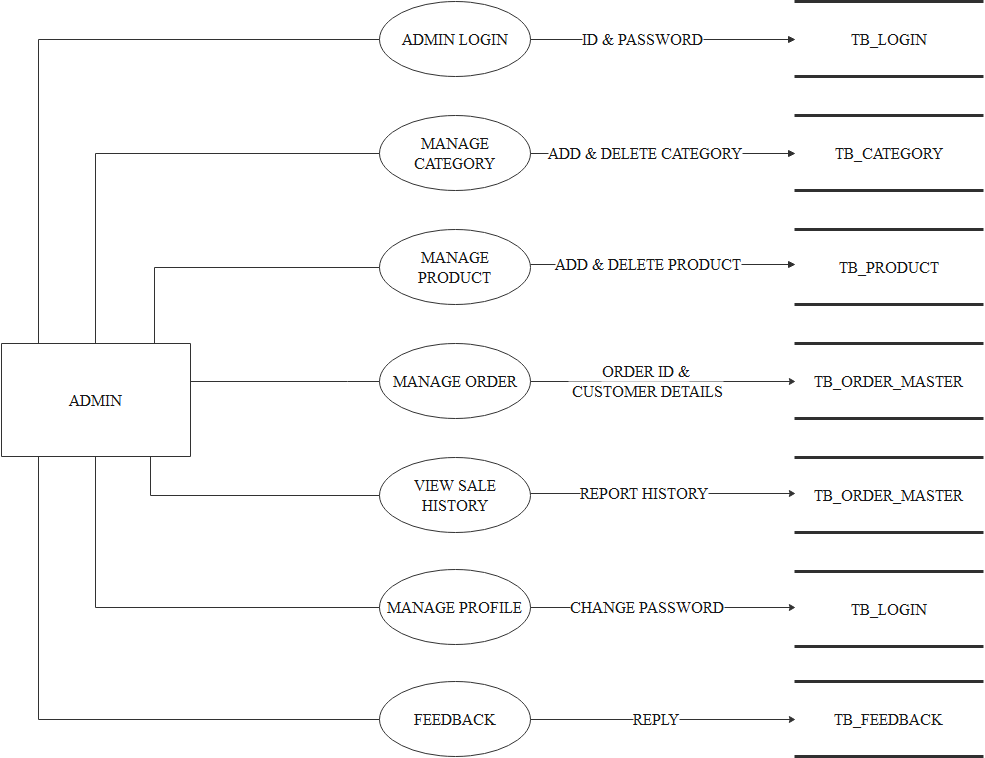 ADMIN LOGIN
ID & PASSWORD
TB_LOGIN
MANAGE
CATEGORY
ADD & DELETE CATEGORY
TB_CATEGORY
MANAGE
PRODUCT
ADD & DELETE PRODUCT
TB_PRODUCT
ADMIN
MANAGE ORDER
ORDER ID &
CUSTOMER DETAILS
TB_ORDER_MASTER
VIEW SALE
HISTORY
REPORT HISTORY
TB_ORDER_MASTER
MANAGE PROFILE
CHANGE PASSWORD
TB_LOGIN
FEEDBACK
REPLY
TB_FEEDBACK